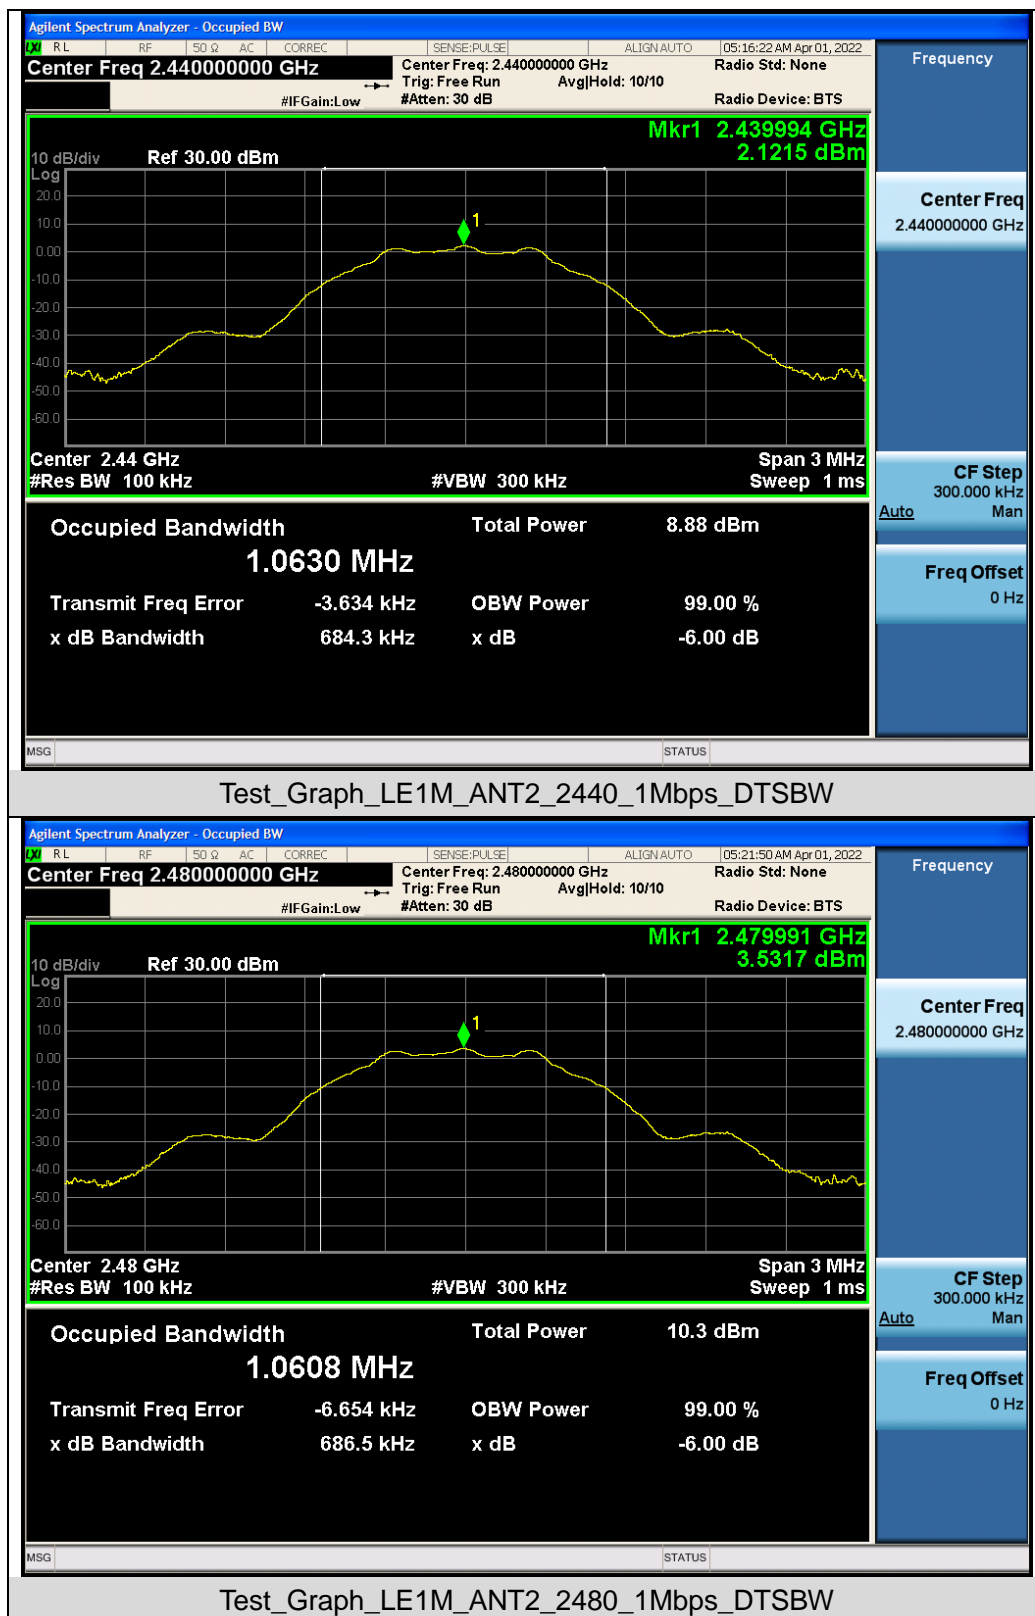 Agilent Spectrum Analyzer - Occupied BW
LXI RL RF 50 Ω AC CORREC SENSE:PULSE ALIGN AUTO 05:16:22 AM Apr 01, 2022
Center Freq 2.440000000 GHz Center Freq: 2.440000000 GHz Radio Std: None
Trig: Free Run Avg|Hold: 10/10
#IFGain:Low #Atten: 30 dB Radio Device: BTS
Frequency
Mkr1 2.439994 GHz
10 dB/div Ref 30.00 dBm 2.1215 dBm
Log
20.0
10.0
0.00
-10.0
-20.0
-30.0
-40.0
-50.0
-60.0
1
Center 2.44 GHz Span 3 MHz
#Res BW 100 kHz #VBW 300 kHz Sweep 1 ms
Center Freq
2.440000000 GHz
CF Step
300.000 kHz
Auto Man
Freq Offset
0 Hz
Occupied Bandwidth Total Power 8.88 dBm
1.0630 MHz
Transmit Freq Error -3.634 kHz OBW Power 99.00 %
x dB Bandwidth 684.3 kHz x dB -6.00 dB
MSG STATUS
Test_Graph_LE1M_ANT2_2440_1Mbps_DTSBW
Agilent Spectrum Analyzer - Occupied BW
LXI RL RF 50 Ω AC CORREC SENSE:PULSE ALIGN AUTO 05:21:50 AM Apr 01, 2022
Center Freq 2.480000000 GHz Center Freq: 2.480000000 GHz Radio Std: None
Trig: Free Run Avg|Hold: 10/10
#IFGain:Low #Atten: 30 dB Radio Device: BTS
Frequency
Mkr1 2.479991 GHz
10 dB/div Ref 30.00 dBm 3.5317 dBm
Log
20.0
10.0
0.00
-10.0
-20.0
-30.0
-40.0
-50.0
-60.0
1
Center 2.48 GHz Span 3 MHz
#Res BW 100 kHz #VBW 300 kHz Sweep 1 ms
Center Freq
2.480000000 GHz
CF Step
300.000 kHz
Auto Man
Freq Offset
0 Hz
Occupied Bandwidth Total Power 10.3 dBm
1.0608 MHz
Transmit Freq Error -6.654 kHz OBW Power 99.00 %
x dB Bandwidth 686.5 kHz x dB -6.00 dB
MSG STATUS
Test_Graph_LE1M_ANT2_2480_1Mbps_DTSBW